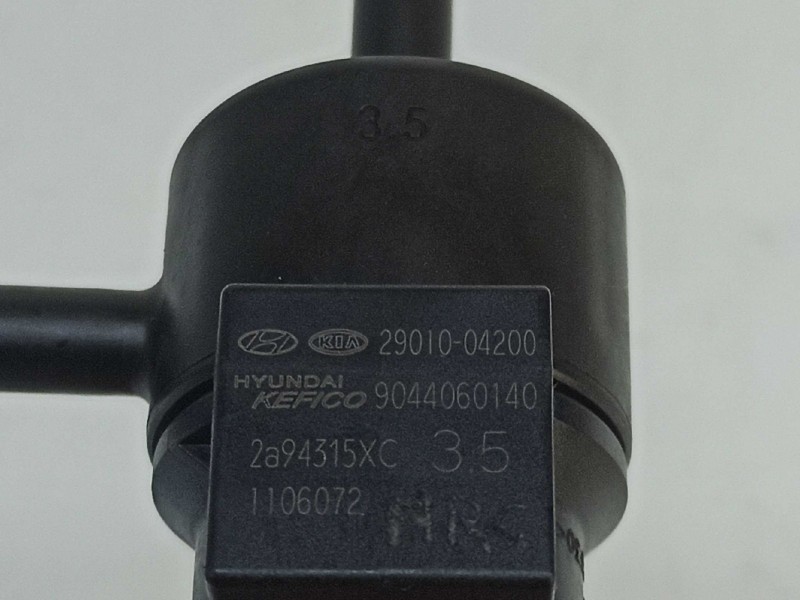 3.5
KIA 29010-04200
HYUNDAI
KEFICO 9044060140
2a94315XC 3.5
1106072